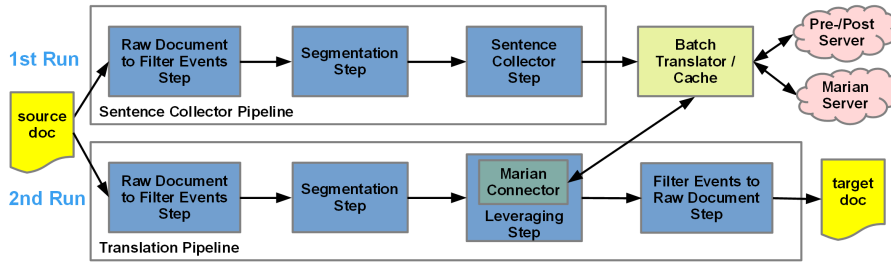 1st Run
source
doc
2nd Run
Raw Document
to Filter Events
Step
Segmentation
Step
Sentence
Collector
Step
Sentence Collector Pipeline
Batch
Translator /
Cache
Pre-/Post
Server
Marian
Server
Raw Document
to Filter Events
Step
Segmentation
Step
Marian
Connector
Leveraging
Step
Filter Events to
Raw Document
Step
Translation Pipeline
target
doc